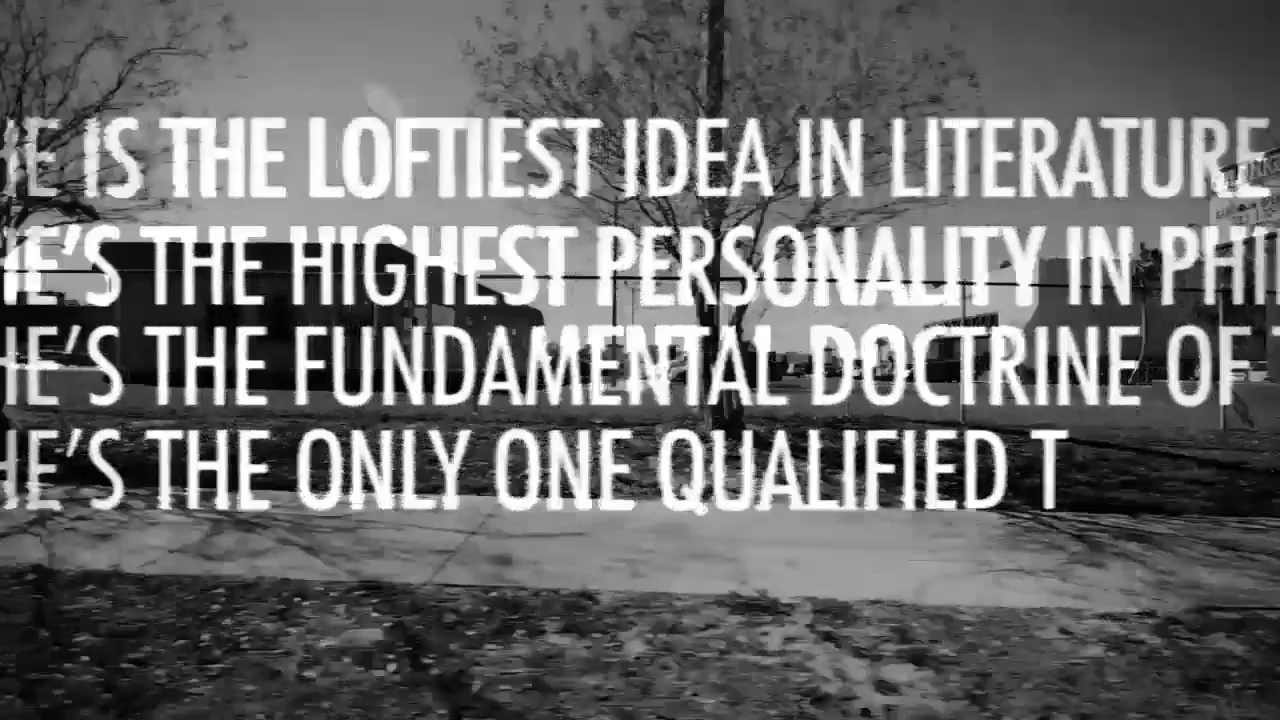 HE IS THE LOFTIEST IDEA IN LITERATURE
HE'S THE HIGHEST PERSONALITY IN PHI
HE'S THE FUNDAMENTAL DOCTRINE OF T
HE'S THE ONLY ONE QUALIFIED T